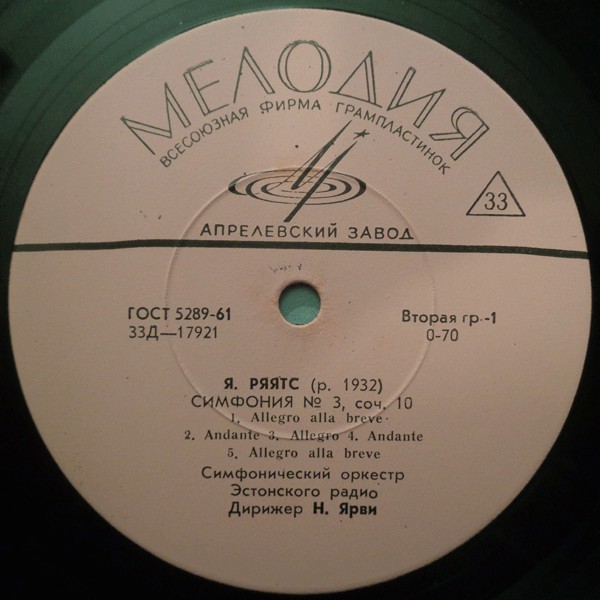 МЕЛОДИЯ
ВСЕСОЮЗНАЯ ФИРМА ГРАМПЛАСТИНОК
33
АПРЕЛЕВСКИЙ ЗАВОД
ГОСТ 5289-61
33Д—17921
Вторая гр.-1
0-70
Я. РЯЯТС (р. 1932)
СИМФОНИЯ № 3, соч. 10
1. Allegro alla breve
2. Andante 3. Allegro 4. Andante
5. Allegro alla breve
Симфонический оркестр
Эстонского радио
Дирижер Н. Ярви